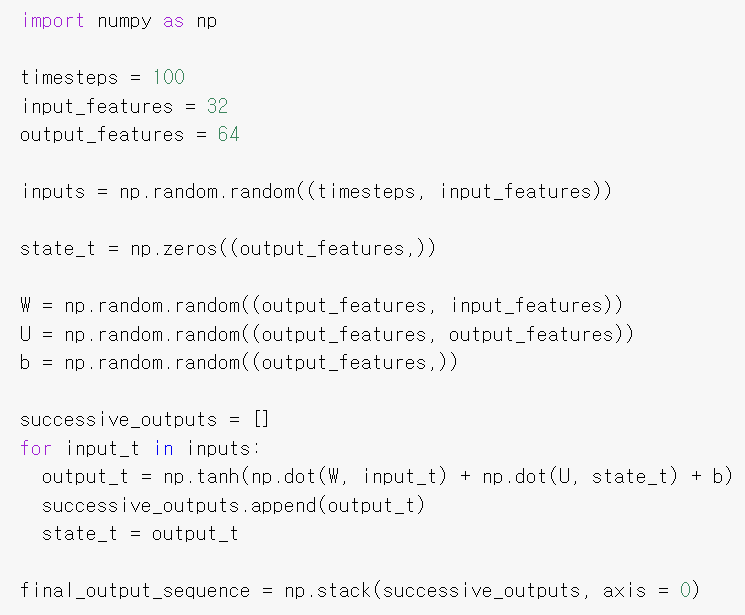 import numpy as np
timesteps = 100
input_features = 32
output_features = 64
inputs = np.random.random((timesteps, input_features))
state_t = np.zeros((output_features,))
W = np.random.random((output_features, input_features))
U = np.random.random((output_features, output_features))
b = np.random.random((output_features,))
successive_outputs = []
for input_t in inputs:
  output_t = np.tanh(np.dot(W, input_t) + np.dot(U, state_t) + b)
  successive_outputs.append(output_t)
  state_t = output_t
final_output_sequence = np.stack(successive_outputs, axis = 0)